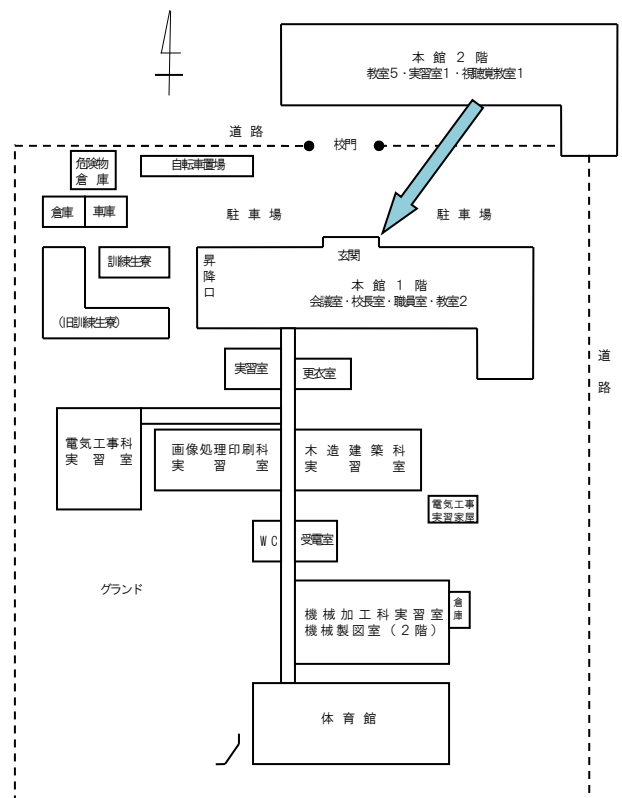 本館2階
教室5・実習室1・視聴覚教室1
道路
校門
危険物
倉庫
自転車置場
倉庫
車庫
駐車場
駐車場
訓練生寮
昇降口
玄関
本館1階
会議室・校長室・職員室・教室2
(旧訓練生寮)
道路
実習室
更衣室
電気工事科
実習室
画像処理印刷科
実習室
木造建築科
実習室
電気工事
実習家屋
WC
受電室
グランド
機械加工科実習室
機械製図室(2階)
倉庫
体育館